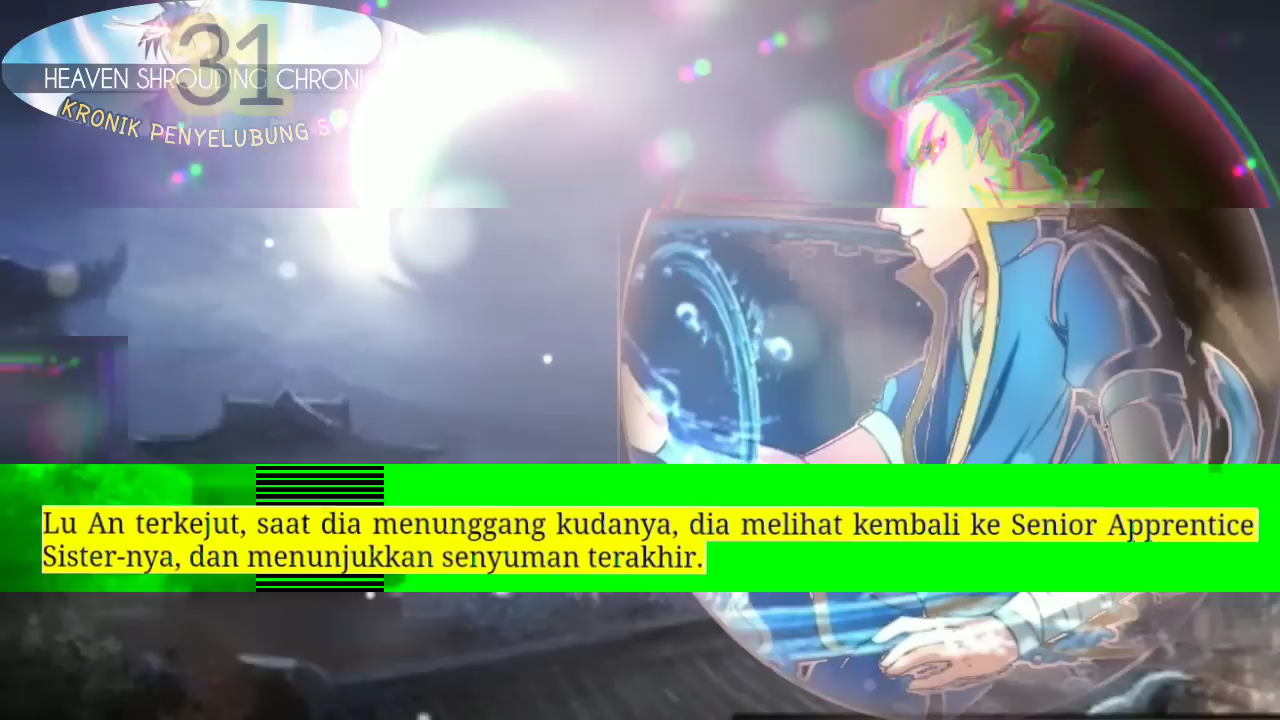 31
HEAVEN SHROUDING CHRONIC
KRONIK PENYELUBUNG S
Lu An terkejut, saat dia menunggang kudanya, dia melihat kembali ke Senior Apprentice
Sister-nya, dan menunjukkan senyuman terakhir.